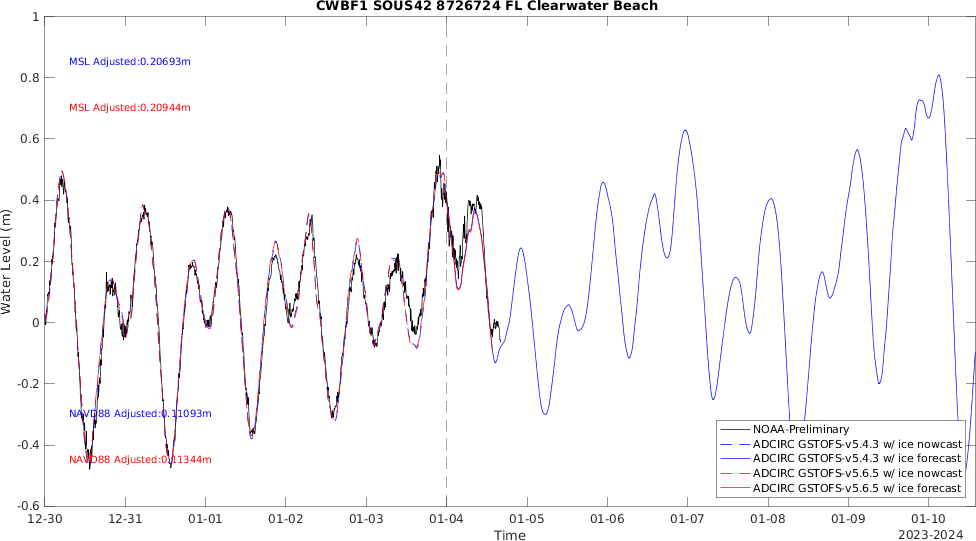 CWBF1 SOUS42 8726724 FL Clearwater Beach
1
0.8
0.6
0.4
0.2
0
-0.2
-0.4
-0.6
Water Level (m)
MSL Adjusted:0.20693m
MSL Adjusted:0.20944m
NAVD88 Adjusted:0.11093m
NAVD88 Adjusted:0.11344m
NOAA-Preliminary
ADCIRC GSTOFS-v5.4.3 w/ ice nowcast
ADCIRC GSTOFS-v5.4.3 w/ ice forecast
ADCIRC GSTOFS-v5.6.5 w/ ice nowcast
ADCIRC GSTOFS-v5.6.5 w/ ice forecast
12-30 12-31 01-01 01-02 01-03 01-04 01-05 01-06 01-07 01-08 01-09 01-10
Time
2023-2024